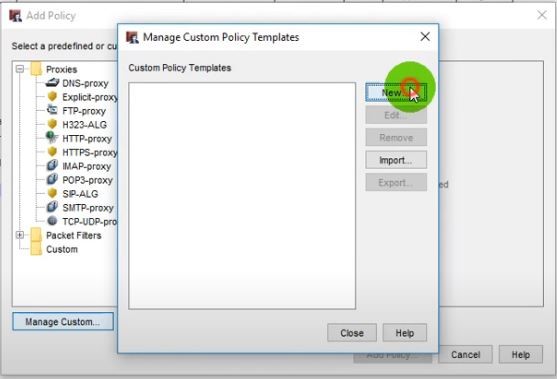 Add Policy
Manage Custom Policy Templates
Select a predefined or cu
Custom Policy Templates
Proxies
DNS-proxy
Explicit-proxy
FTP-proxy
H323-ALG
HTTP-proxy
HTTPS-proxy
IMAP-proxy
POP3-proxy
SIP-ALG
SMTP-proxy
TCP-UDP-pro
Packet Filters
Custom
New...
Edit...
Remove
Import...
Export...
ed
Manage Custom...
Close
Help
Add Policy...
Cancel
Help